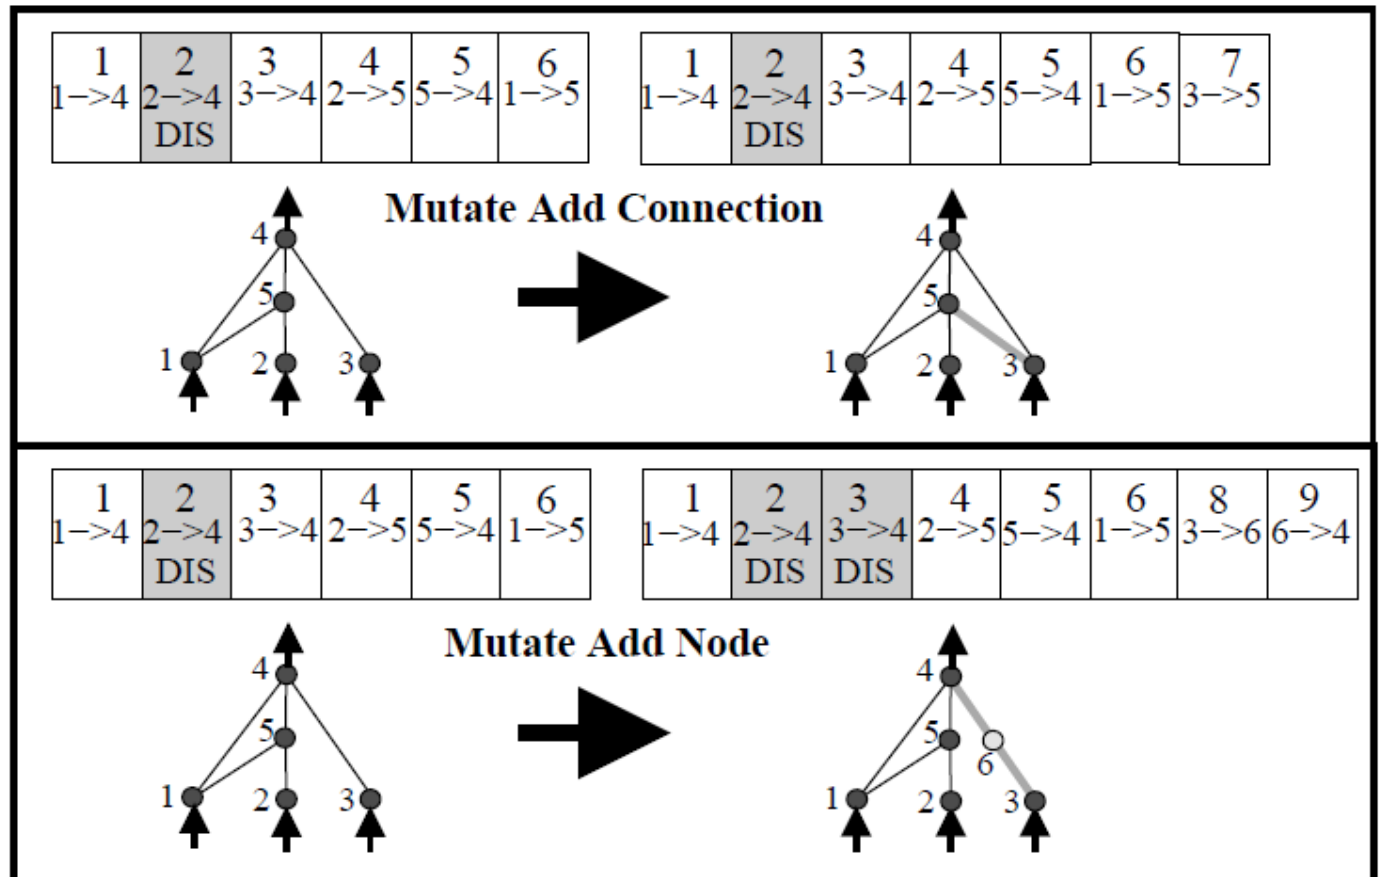 1 2 3 4 5 6
1->4 2->4 3->4 2->5 5->4 1->5
DIS
1 2 3 4 5 6 7
1->4 2->4 3->4 2->5 5->4 1->5 3->5
DIS
Mutate Add Connection
4
5
1 2 3
4
5
1 2 3
1 2 3 4 5 6
1->4 2->4 3->4 2->5 5->4 1->5
DIS
1 2 3 4 5 6 8 9
1->4 2->4 3->4 2->5 5->4 1->5 3->6 6->4
DIS DIS
Mutate Add Node
4
5
1 2 3
4
5
6
1 2 3